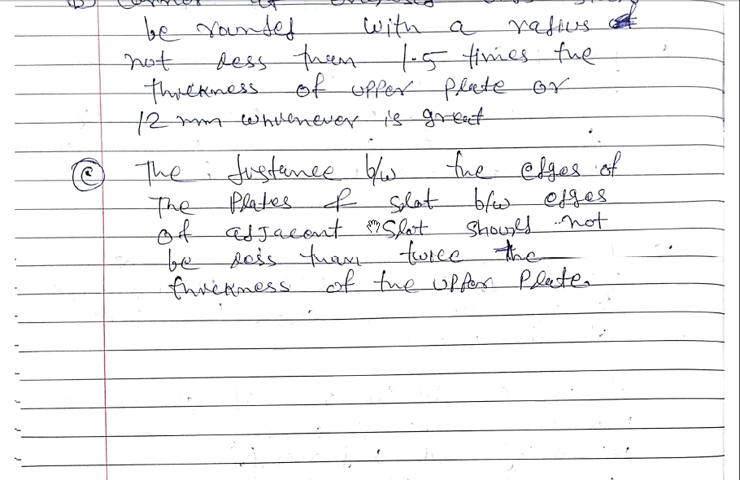 be rounded with a radius of
not less than 1.5 times the
thickness of upper plate or
12 mm whichever is great
(c) The distance b/w the edges of
The plates & slot b/w edges
of adjacent slot should not
be less than twice the
thickness of the upper plate.